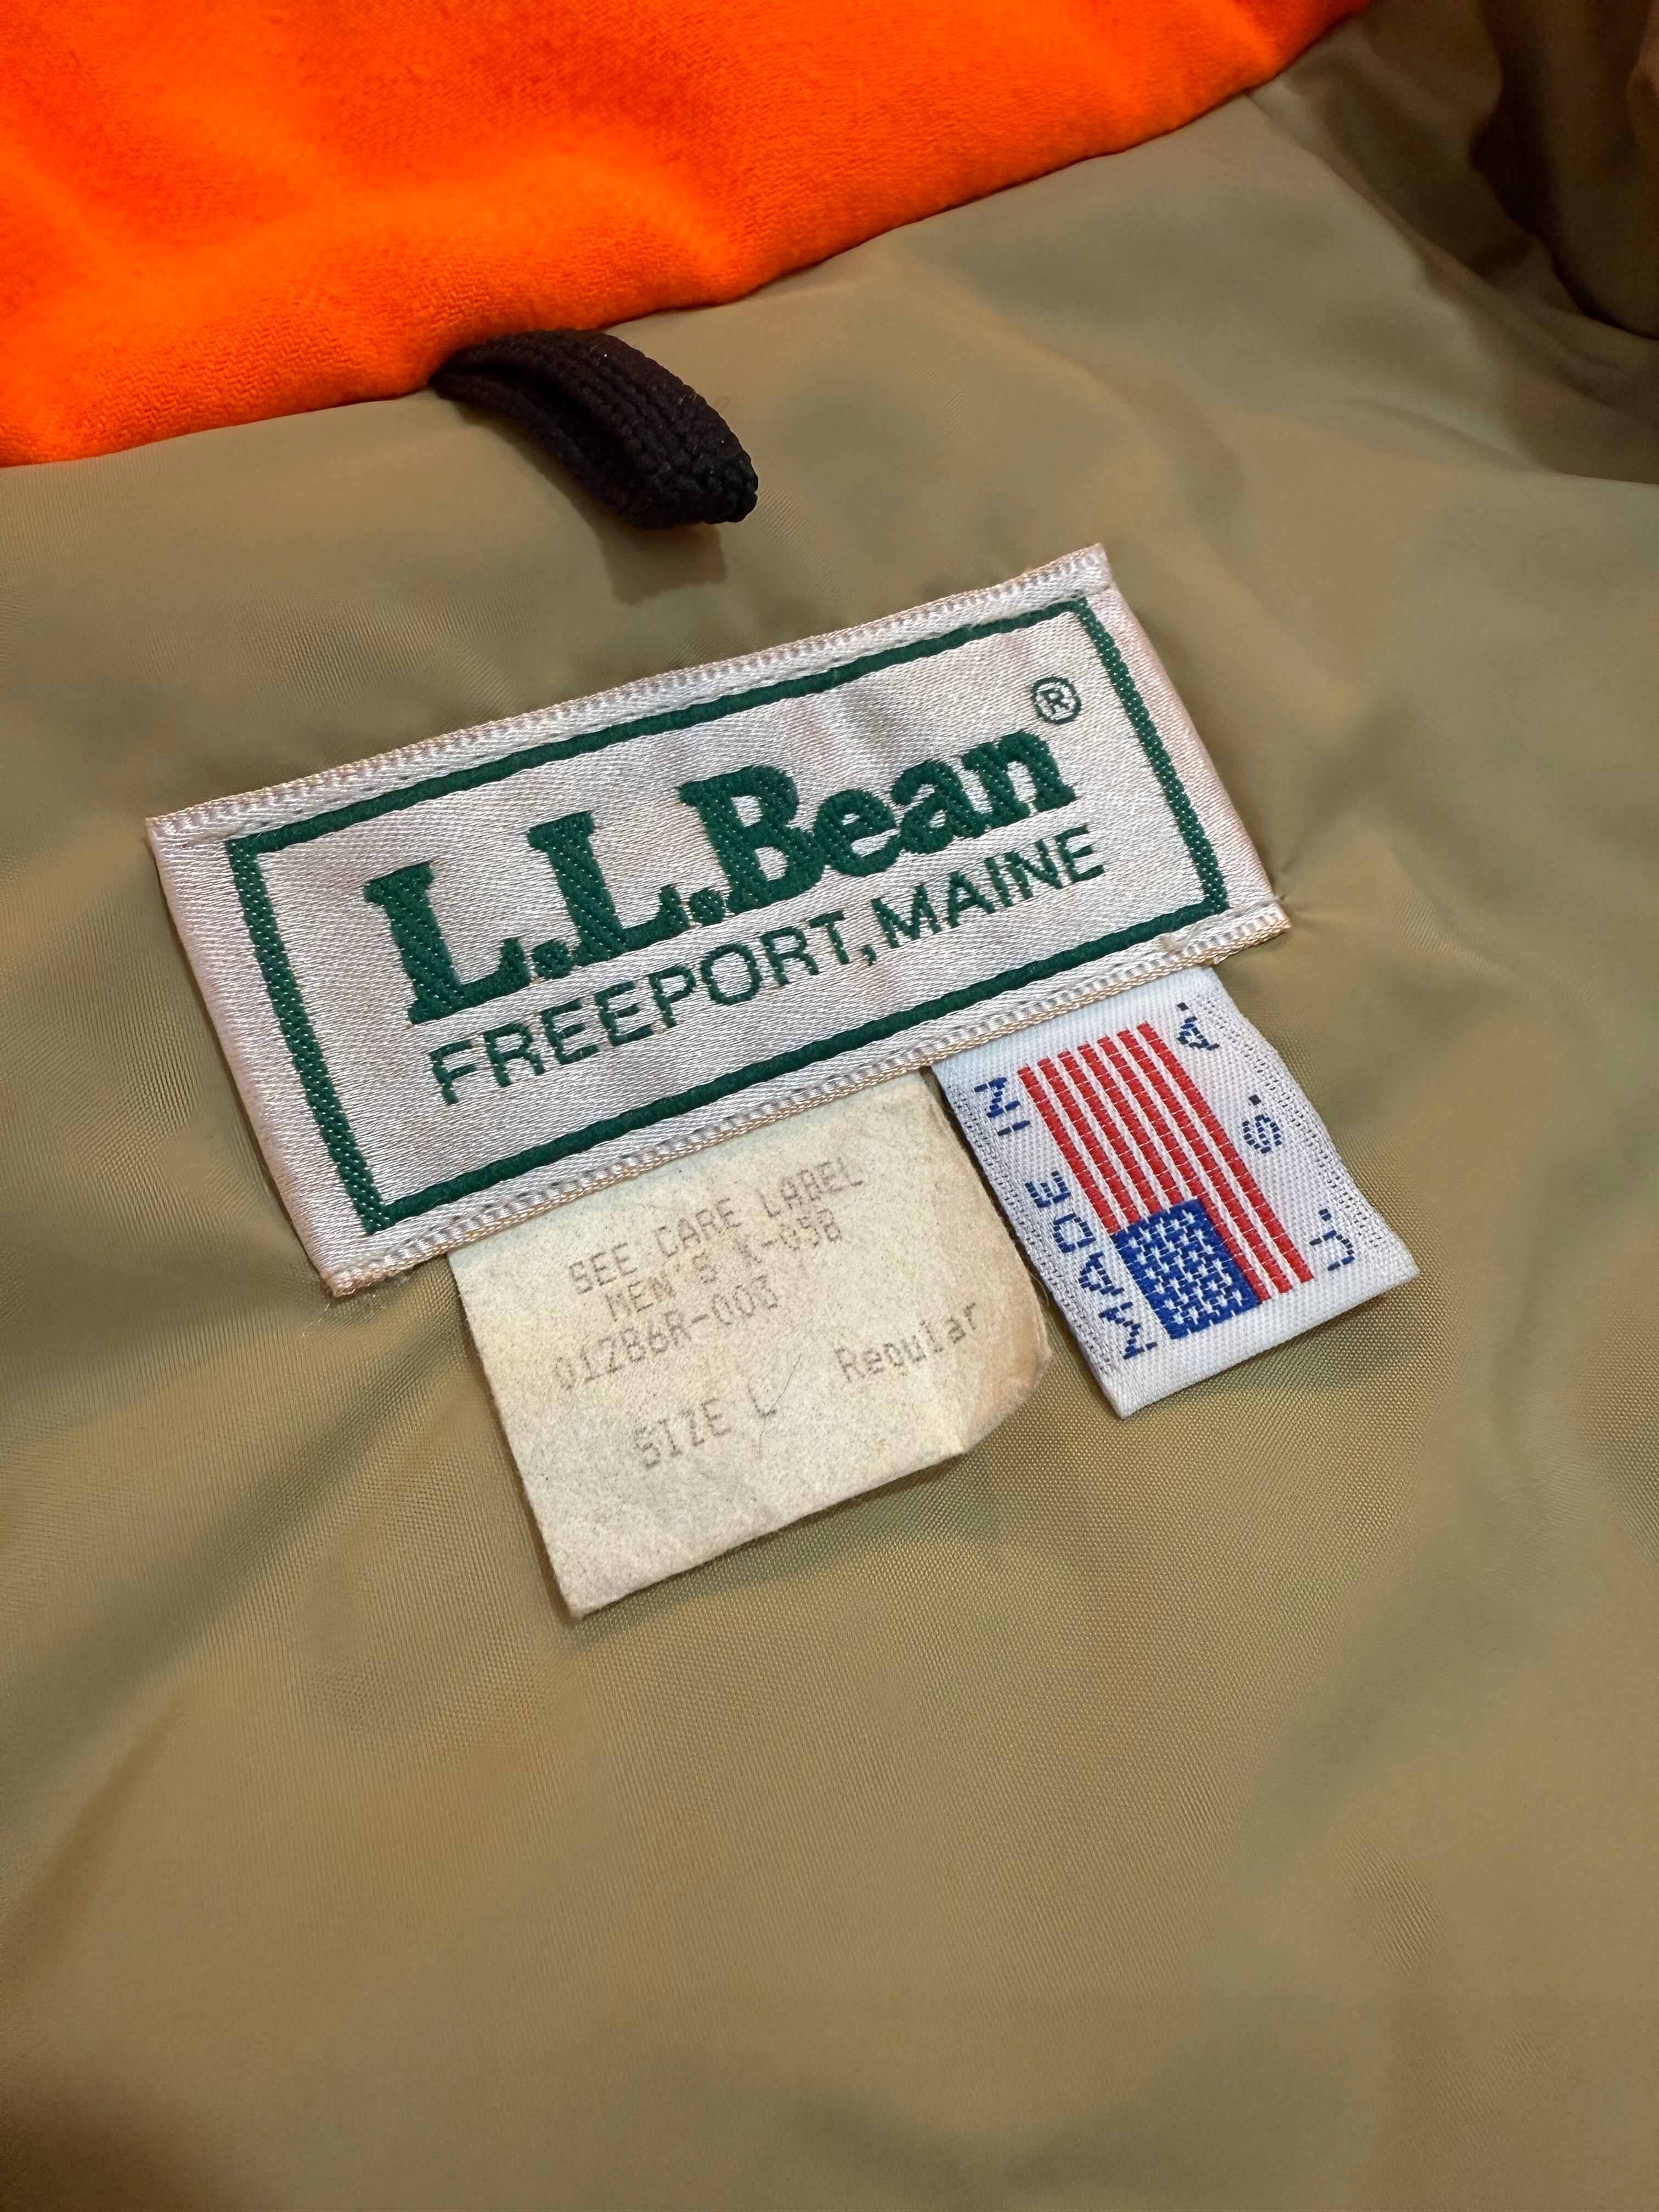 L.L.Bean®
FREEPORT, MAINE
SEE CARE LABEL
MEN'S K-058
01ZB6R-003
SIZE L Regular
MADE IN
U.S.A.